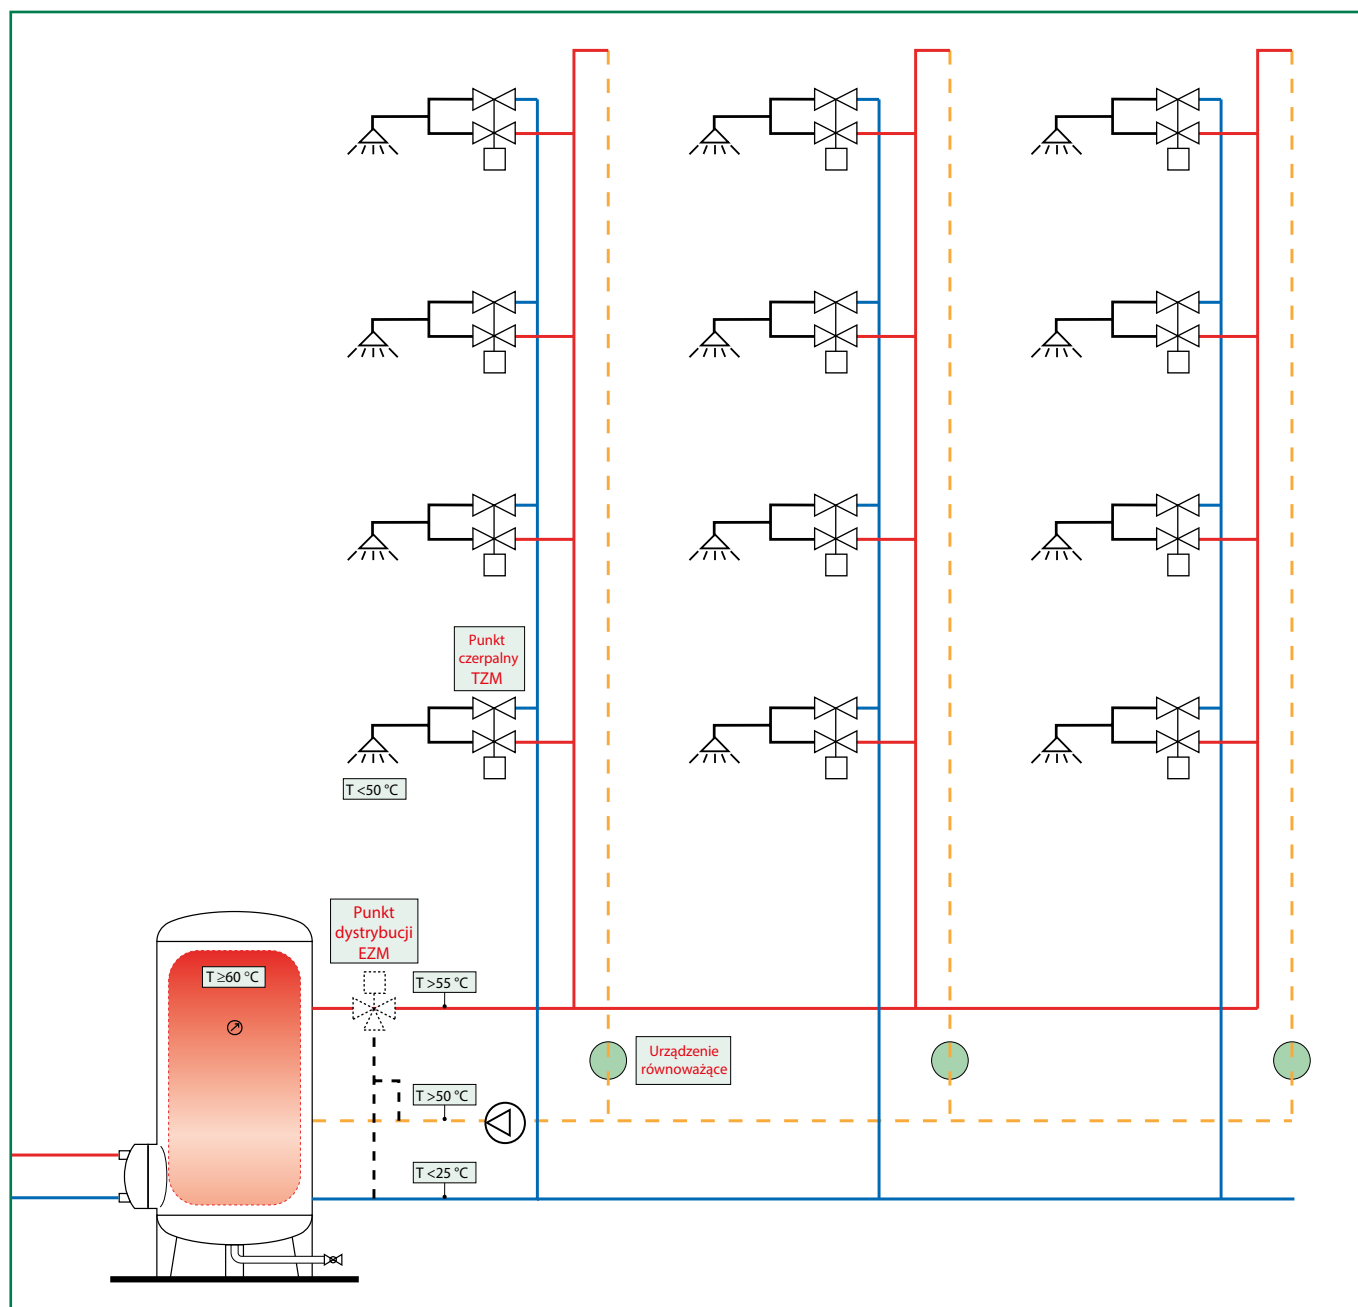 Punkt
czerpalny
TZM
T <50 °C
Punkt
dystrybucji
EZM
T ≥60 °C
T >55 °C
Urządzenie
równoważące
T >50 °C
T <25 °C